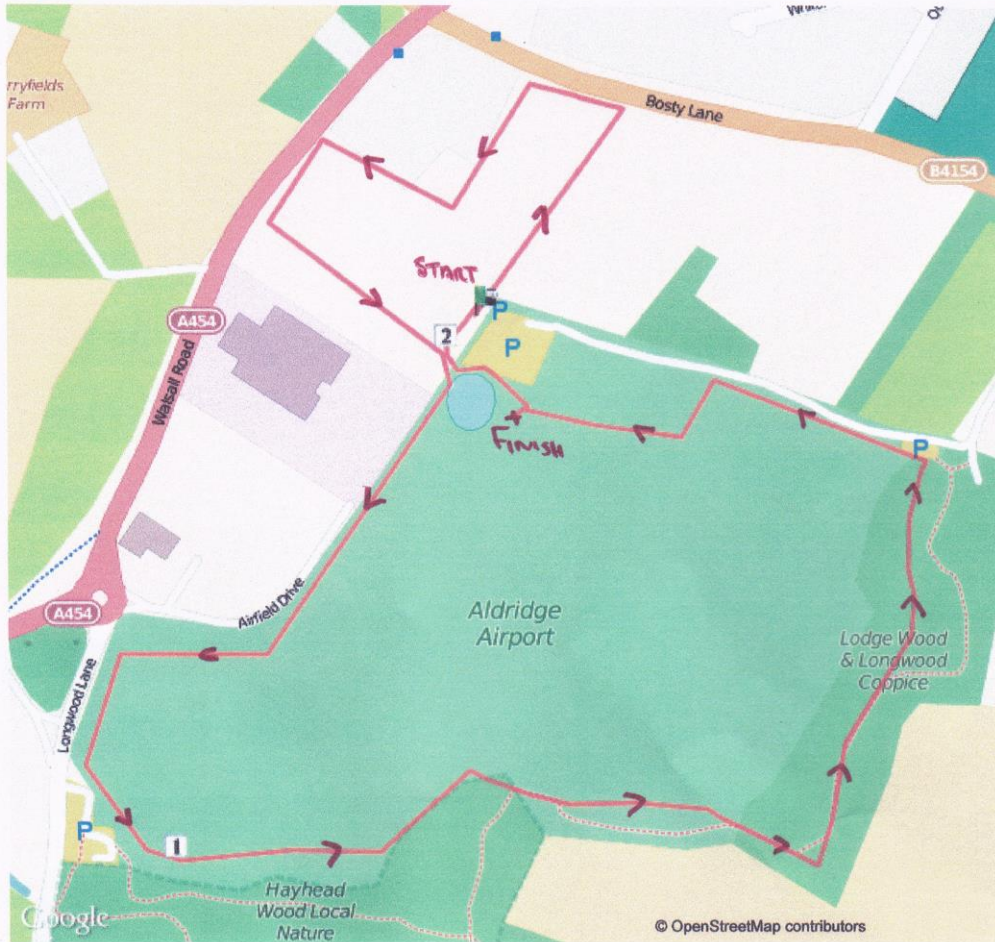 rryfields
Farm
Bosty Lane
B4154
START
P
P
A454
2
Walsall Road
FINISH
P
Aldridge
Airport
Airfield Drive
A454
Lodge Wood
& Longwood
Coppice
Longwood Lane
P
1
Hayhead
Wood Local
Nature
Google
© OpenStreetMap contributors